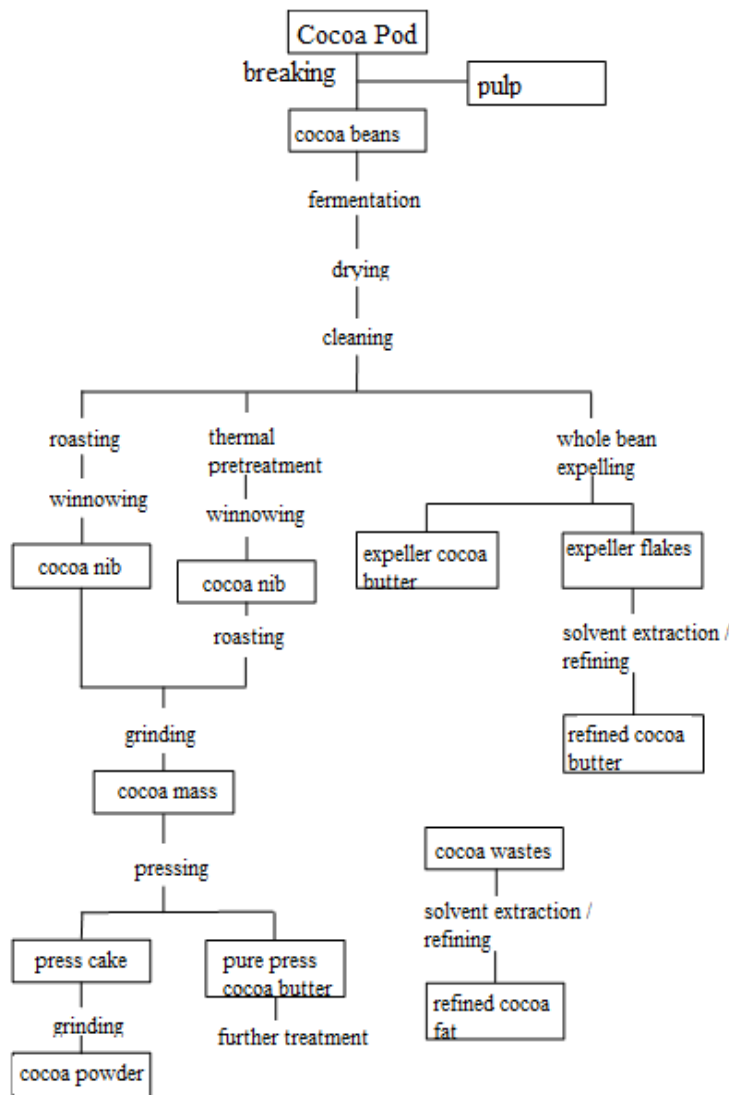 Cocoa Pod
breaking
pulp
cocoa beans
fermentation
drying
cleaning
roasting
thermal
pretreatment
whole bean
expelling
winnowing
winnowing
expeller cocoa
butter
expeller flakes
cocoa nib
cocoa nib
roasting
solvent extraction /
refining
grinding
refined cocoa
butter
cocoa mass
cocoa wastes
pressing
solvent extraction /
refining
press cake
pure press
cocoa butter
refined cocoa
fat
grinding
further treatment
cocoa powder